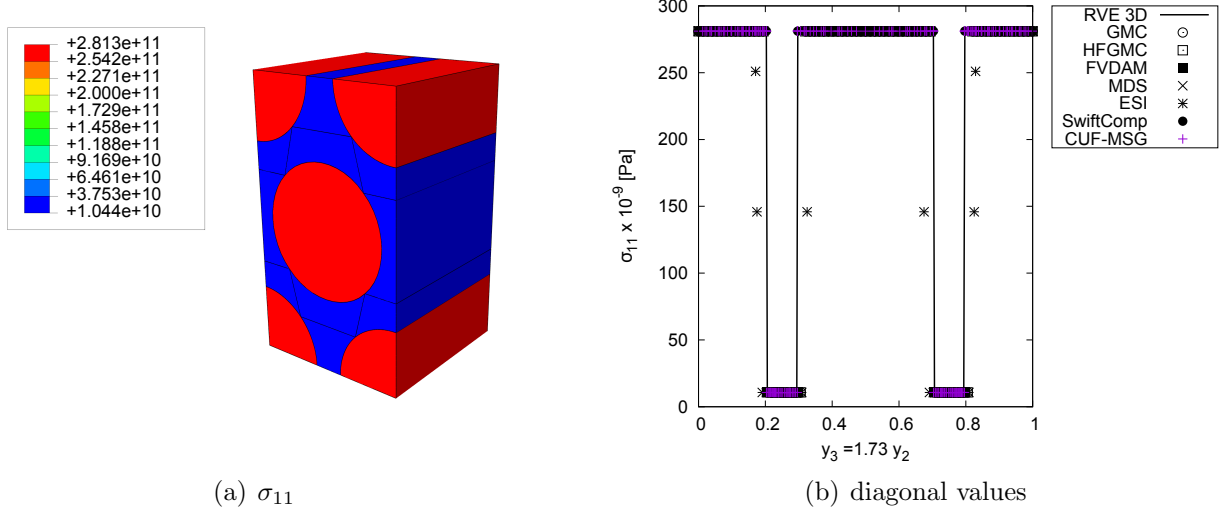 +2.813e+11
+2.542e+11
+2.271e+11
+2.000e+11
+1.729e+11
+1.458e+11
+1.188e+11
+9.169e+10
+6.461e+10
+3.753e+10
+1.044e+10
(a) σ11
300
250
200
150
100
50
0
σ11 x 10-9 [Pa]
0 0.2 0.4 0.6 0.8 1
y3 =1.73 y2
RVE 3D
GMC
HFGMC
FVDAM
MDS
ESI
SwiftComp
CUF-MSG
(b) diagonal values